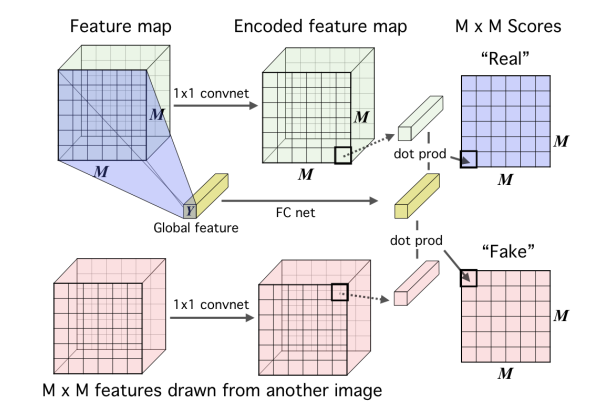 Feature map
Encoded feature map
M x M Scores
"Real"
1x1 convnet
M
M
M
M
dot prod
M
M
Y
Global feature
FC net
dot prod
"Fake"
1x1 convnet
M
M
M x M features drawn from another image